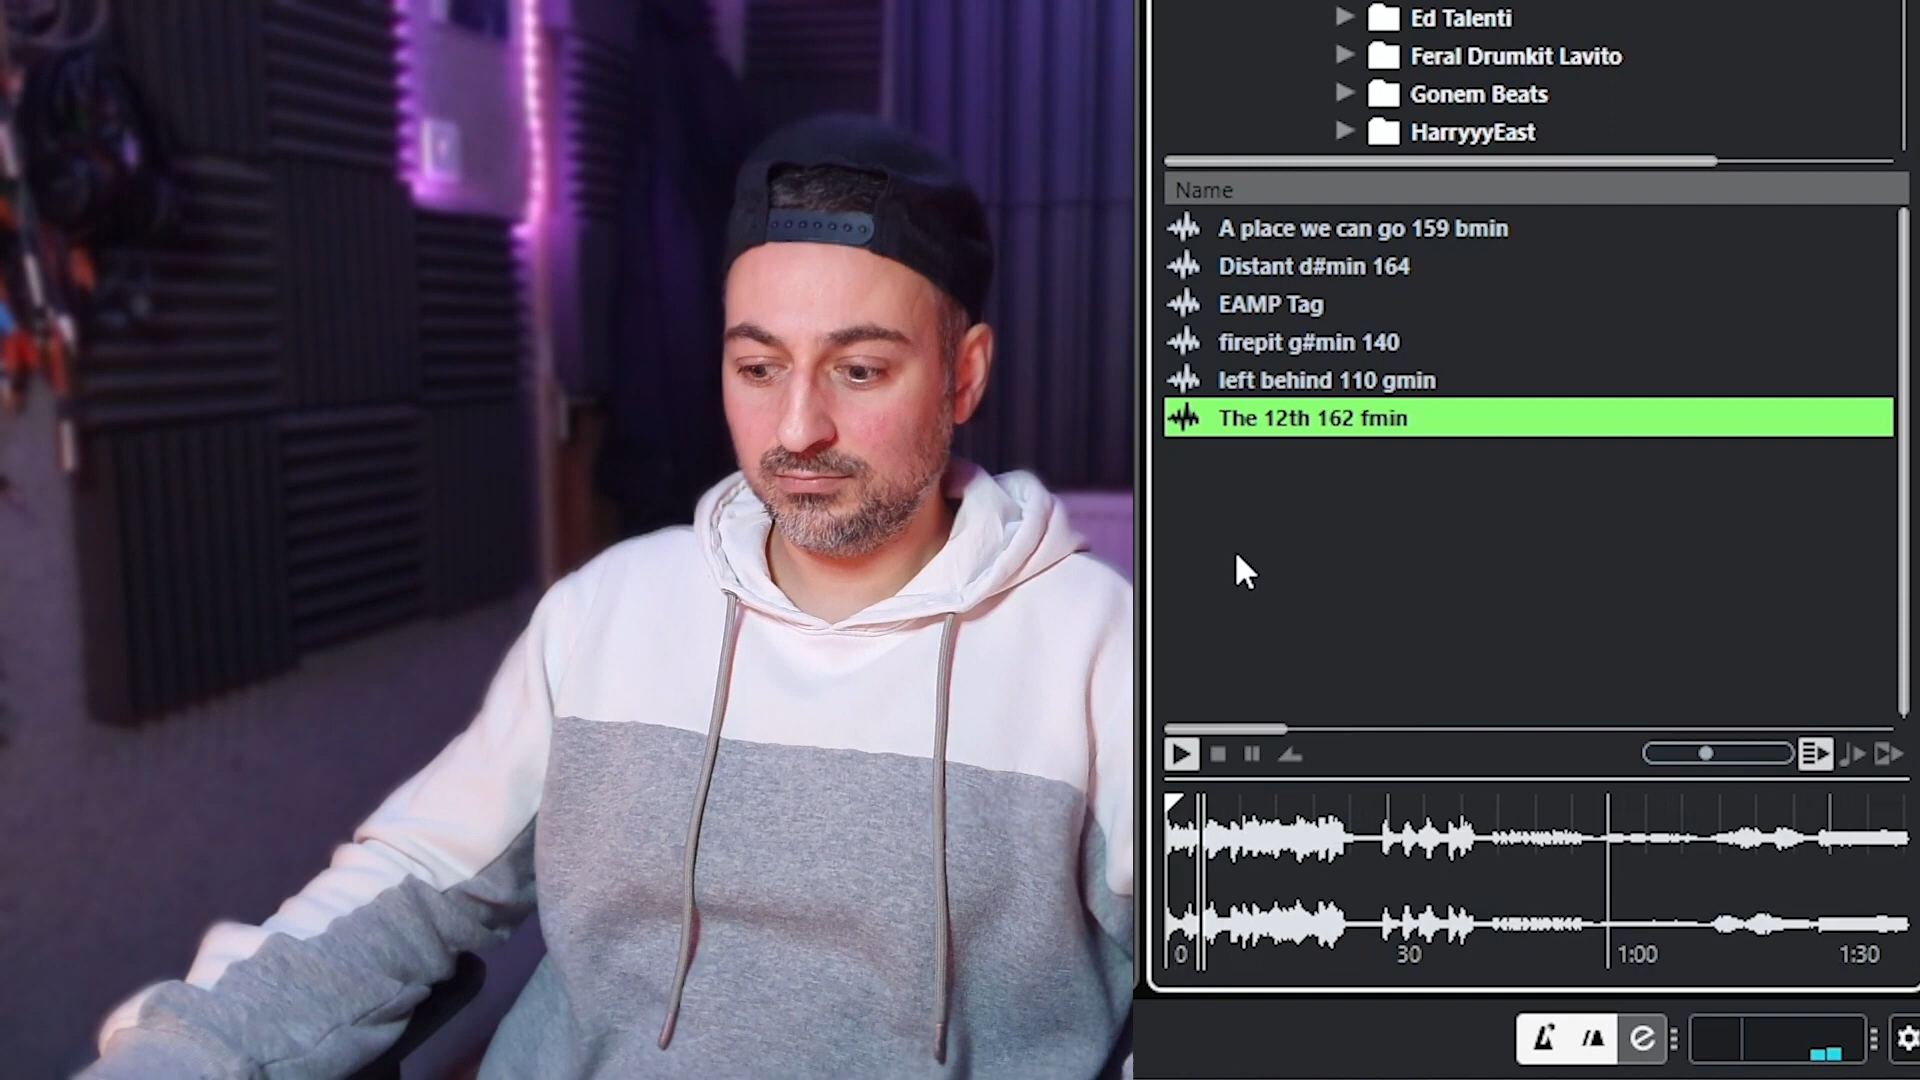 Ed Talenti
Feral Drumkit Lavito
Gonem Beats
HarryyyEast
Name
A place we can go 159 bmin
Distant d#min 164
EAMP Tag
firepit g#min 140
left behind 110 gmin
The 12th 162 fmin
0 30 1:00 1:30